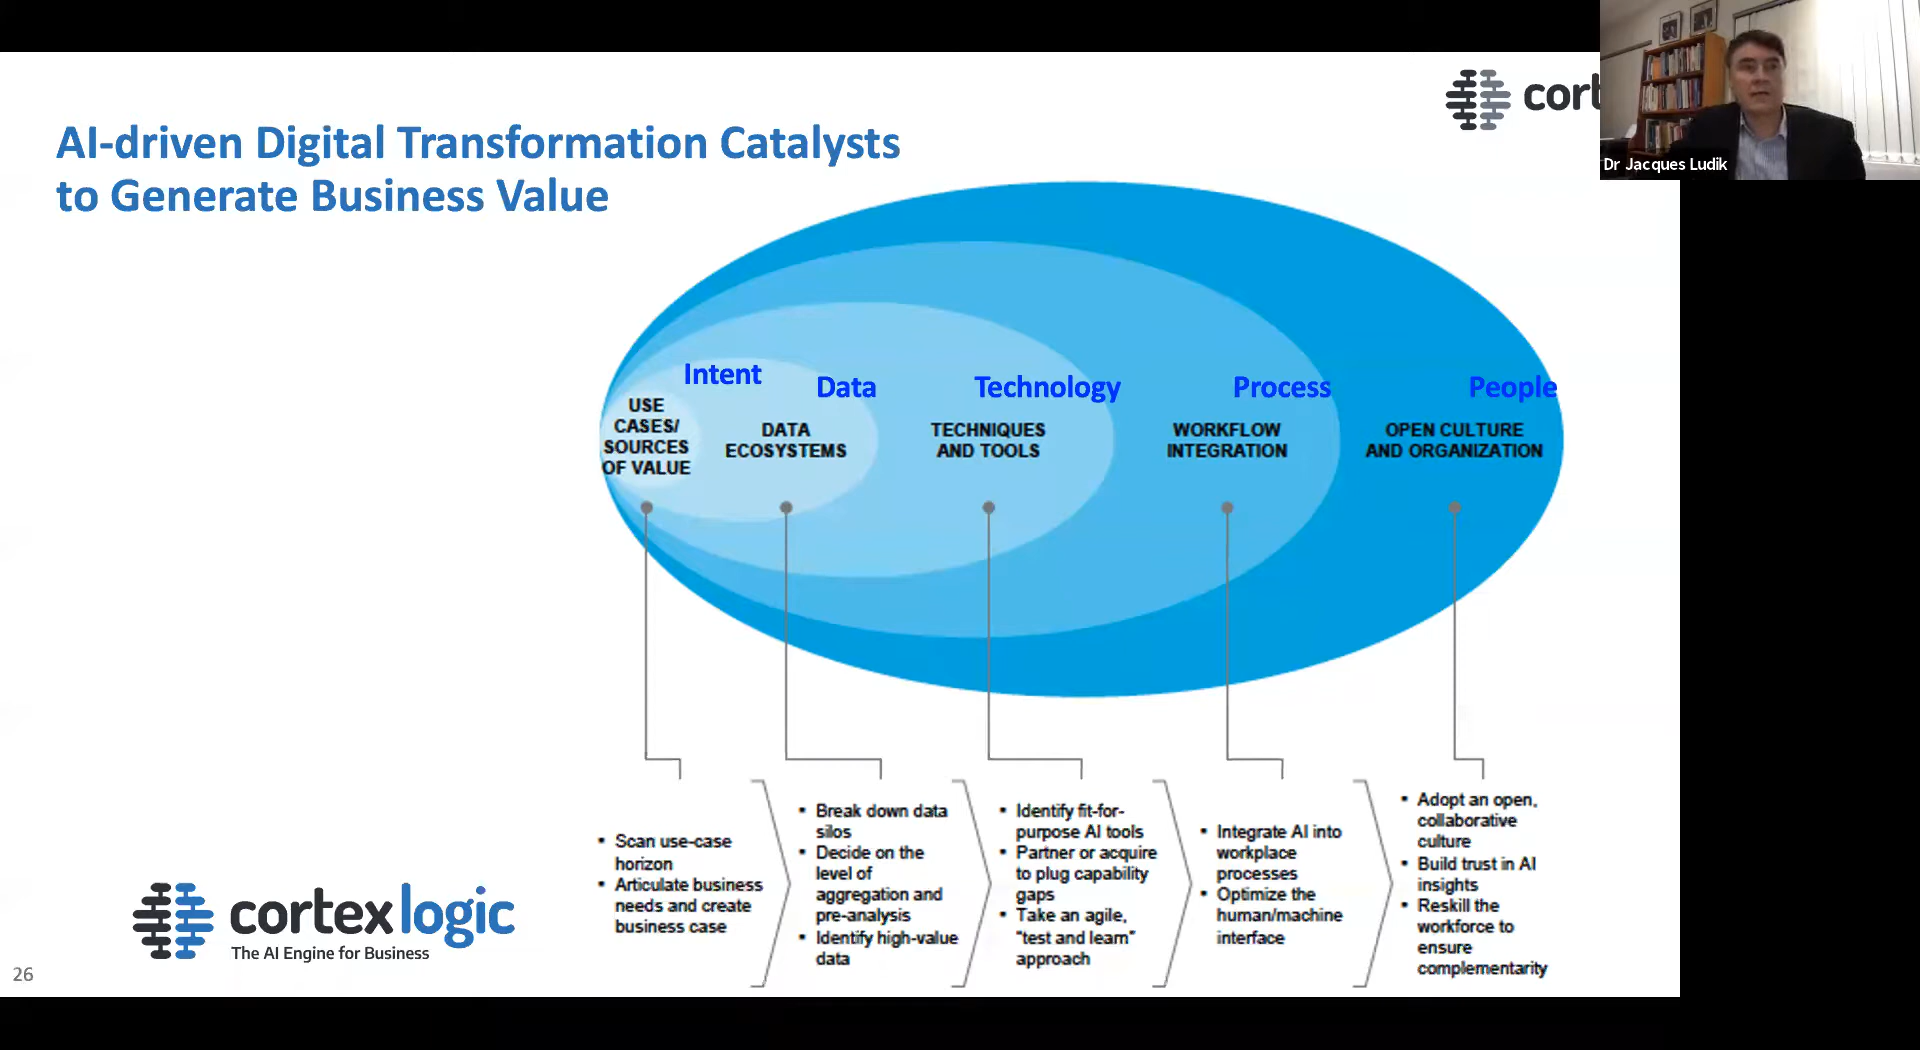 cort
Dr Jacques Ludik
AI-driven Digital Transformation Catalysts
to Generate Business Value
Intent
Data
Technology
Process
People
USE
CASES/
SOURCES
OF VALUE
DATA
ECOSYSTEMS
TECHNIQUES
AND TOOLS
WORKFLOW
INTEGRATION
OPEN CULTURE
AND ORGANIZATION
▪ Scan use-case
horizon
▪ Articulate business
needs and create
business case
▪ Break down data
silos
▪ Decide on the
level of
aggregation and
pre-analysis
▪ Identify high-value
data
▪ Identify fit-for-
purpose AI tools
▪ Partner or acquire
to plug capability
gaps
▪ Take an agile,
“test and learn”
approach
▪ Integrate AI into
workplace
processes
▪ Optimize the
human/machine
interface
▪ Adopt an open,
collaborative
culture
▪ Build trust in AI
insights
▪ Reskill the
workforce to
ensure
complementarity
cortexlogic
The AI Engine for Business
26